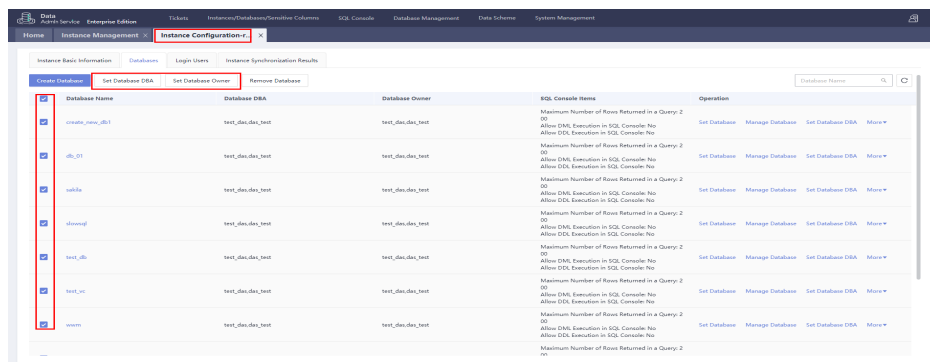 Data
Admin Service Enterprise Edition Tickets Instances/Databases/Sensitive Columns SQL Console Database Management Data Scheme System Management
Home Instance Management × Instance Configuration-r... ×
Instance Basic Information Databases Login Users Instance Synchronization Results
Create Database Set Database DBA Set Database Owner Remove Database Database Name
Database Name Database DBA Database Owner SQL Console Items Operation
Maximum Number of Rows Returned in a Query: 2
create_new_db1 test_das,das_test test_das,das_test 00 Set Database Manage Database Set Database DBA More
Allow DML Execution in SQL Console: No
Allow DDL Execution in SQL Console: No
Maximum Number of Rows Returned in a Query: 2
db_01 test_das,das_test test_das,das_test 00 Set Database Manage Database Set Database DBA More
Allow DML Execution in SQL Console: No
Allow DDL Execution in SQL Console: No
Maximum Number of Rows Returned in a Query: 2
sakila test_das,das_test test_das,das_test 00 Set Database Manage Database Set Database DBA More
Allow DML Execution in SQL Console: No
Allow DDL Execution in SQL Console: No
Maximum Number of Rows Returned in a Query: 2
slowsql test_das,das_test test_das,das_test 00 Set Database Manage Database Set Database DBA More
Allow DML Execution in SQL Console: No
Allow DDL Execution in SQL Console: No
Maximum Number of Rows Returned in a Query: 2
test_db test_das,das_test test_das,das_test 00 Set Database Manage Database Set Database DBA More
Allow DML Execution in SQL Console: No
Allow DDL Execution in SQL Console: No
Maximum Number of Rows Returned in a Query: 2
test_vc test_das,das_test test_das,das_test 00 Set Database Manage Database Set Database DBA More
Allow DML Execution in SQL Console: No
Allow DDL Execution in SQL Console: No
Maximum Number of Rows Returned in a Query: 2
test_das,das_test test_das,das_test 00 Set Database Manage Database Set Database DBA More
Allow DML Execution in SQL Console: No
Allow DDL Execution in SQL Console: No
Maximum Number of Rows Returned in a Query: 2
00